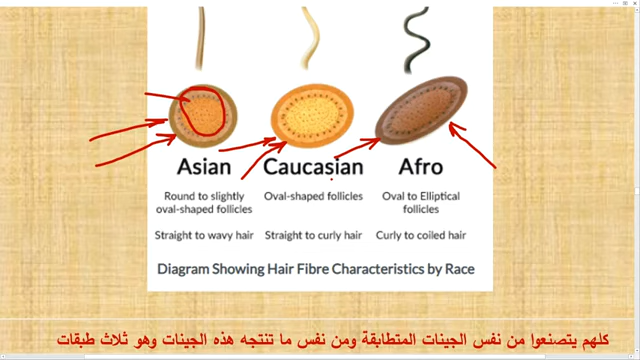 Asian Caucasian Afro
Round to slightly oval-shaped follicles
Oval-shaped follicles
Oval to Elliptical follicles
Straight to wavy hair
Straight to curly hair
Curly to coiled hair
Diagram Showing Hair Fibre Characteristics by Race
كلهم يتصنعوا من نفس الجينات المتطابقة ومن نفس ما تنتجه هذه الجينات وهو ثلاث طبقات